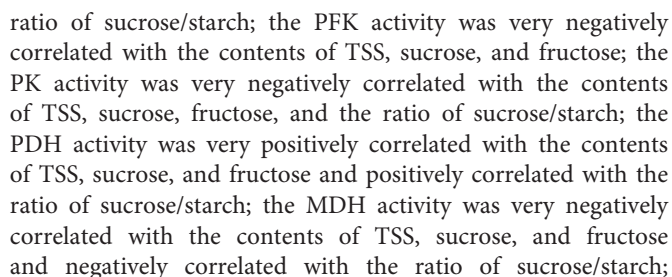 ratio of sucrose/starch; the PFK activity was very negatively
correlated with the contents of TSS, sucrose, and fructose; the
PK activity was very negatively correlated with the contents
of TSS, sucrose, fructose, and the ratio of sucrose/starch; the
PDH activity was very positively correlated with the contents
of TSS, sucrose, and fructose and positively correlated with the
ratio of sucrose/starch; the MDH activity was very negatively
correlated with the contents of TSS, sucrose, and fructose
and negatively correlated with the ratio of sucrose/starch,